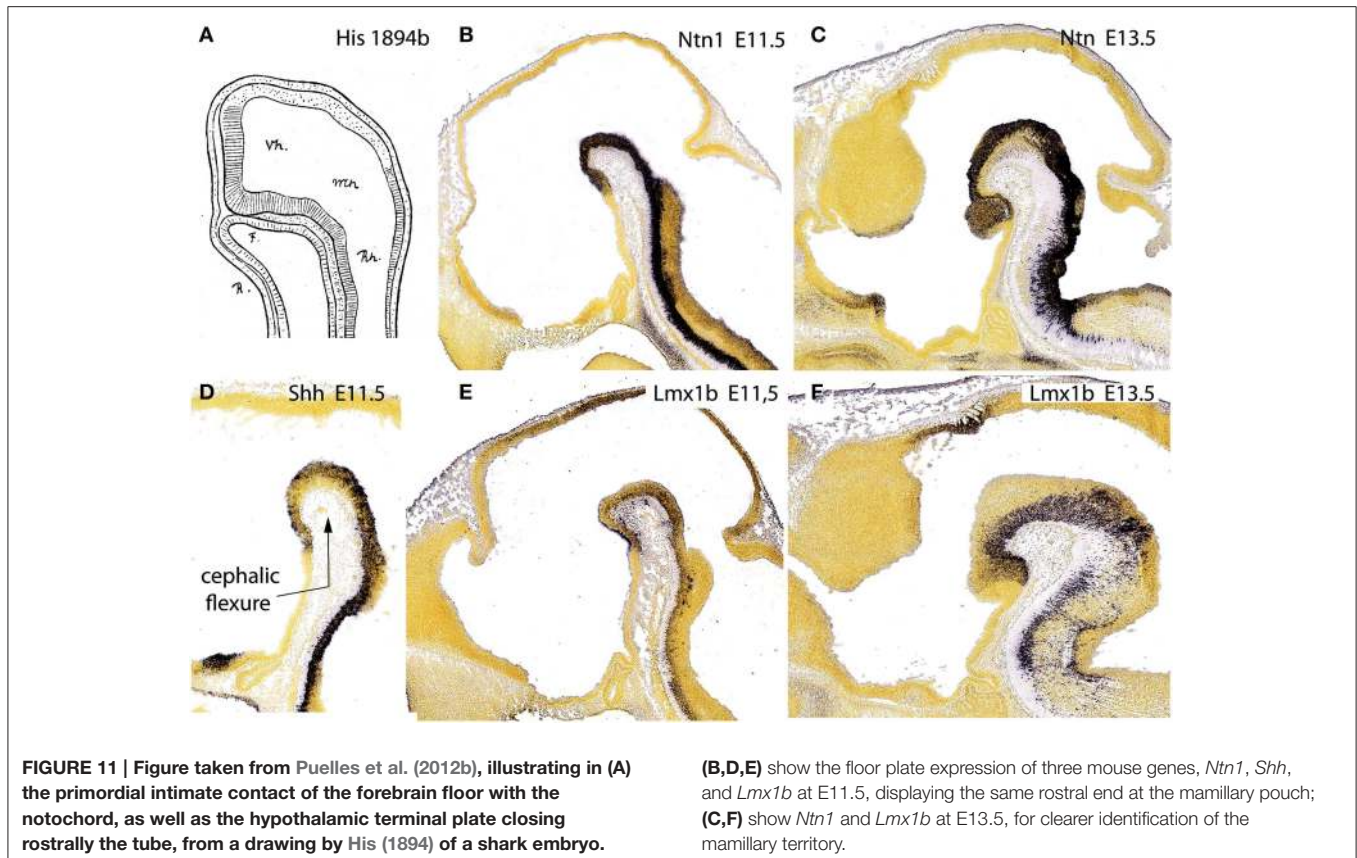 A
His 1894b
Vh.
mh.
F.
Rh.
R.
B
Ntn1 E11.5
C
Ntn E13.5
D
Shh E11.5
cephalic
flexure
E
Lmx1b E11,5
F
Lmx1b E13.5
FIGURE 11 | Figure taken from Puelles et al. (2012b), illustrating in (A)
the primordial intimate contact of the forebrain floor with the
notochord, as well as the hypothalamic terminal plate closing
rostrally the tube, from a drawing by His (1894) of a shark embryo.
(B,D,E) show the floor plate expression of three mouse genes, Ntn1, Shh,
and Lmx1b at E11.5, displaying the same rostral end at the mamillary pouch;
(C,F) show Ntn1 and Lmx1b at E13.5, for clearer identification of the
mamillary territory.